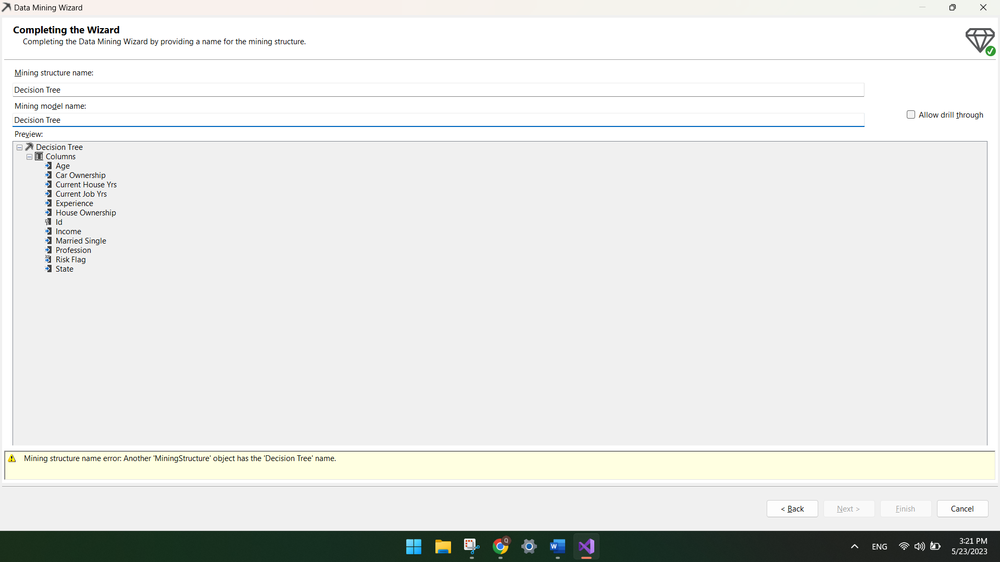 Data Mining Wizard
Completing the Wizard
Completing the Data Mining Wizard by providing a name for the mining structure.
Mining structure name:
Decision Tree
Mining model name:
Decision Tree
Allow drill through
Preview:
Decision Tree
Columns
Age
Car Ownership
Current House Yrs
Current Job Yrs
Experience
House Ownership
Id
Income
Married Single
Profession
Risk Flag
State
Mining structure name error: Another 'MiningStructure' object has the 'Decision Tree' name.
< Back
Next >
Finish
Cancel
Q
W
ENG
3:21 PM
5/23/2023